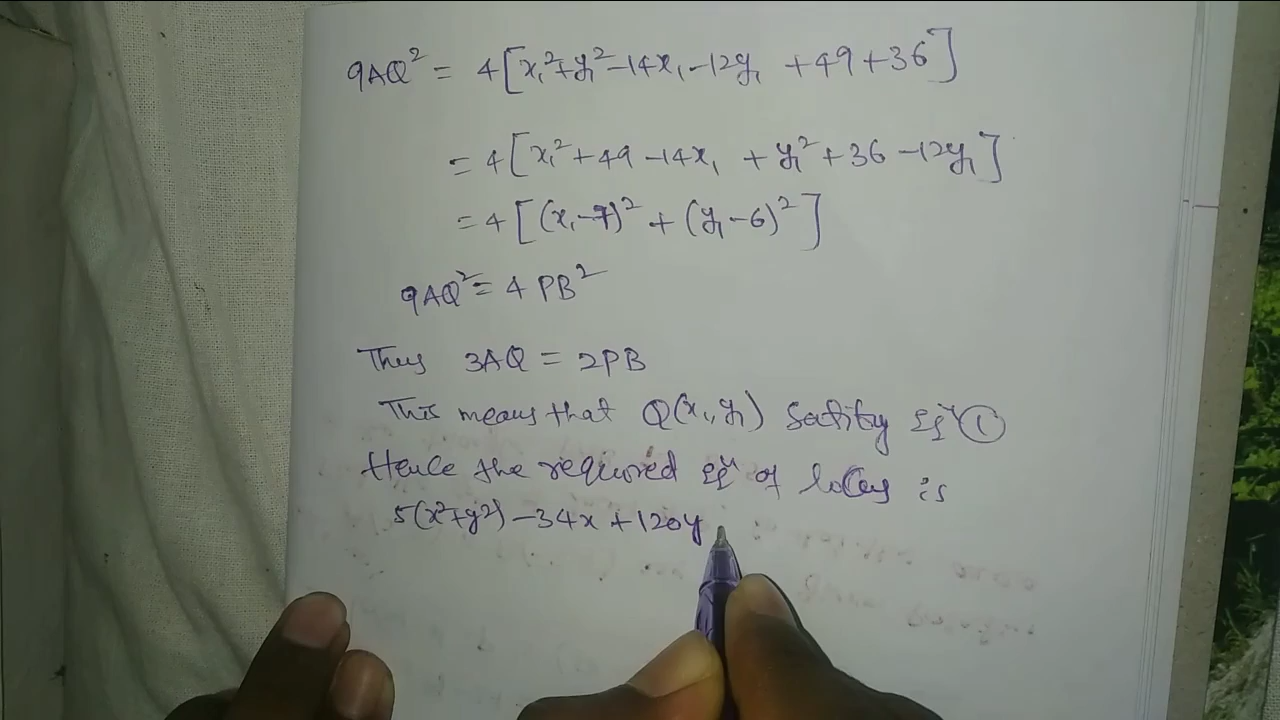 9AQ² = 4[x₁²+y₁²-14x₁-12y₁ +49+36]
= 4[x₁²+49-14x₁ + y₁²+36-12y₁]
= 4[(x₁-7)² + (y₁-6)²]
9AQ² = 4 PB²
Thus 3AQ = 2PB
This means that Q(x₁,y₁) Satisfy Eqⁿ ①
Hence the required Eqⁿ of locus is
5(x²+y²) -34x +120y